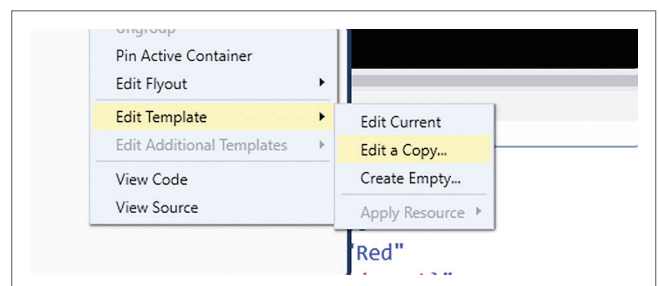 Ungroup
Pin Active Container
Edit Flyout
Edit Template
Edit Additional Templates
View Code
View Source
Edit Current
Edit a Copy...
Create Empty...
Apply Resource
"Red"